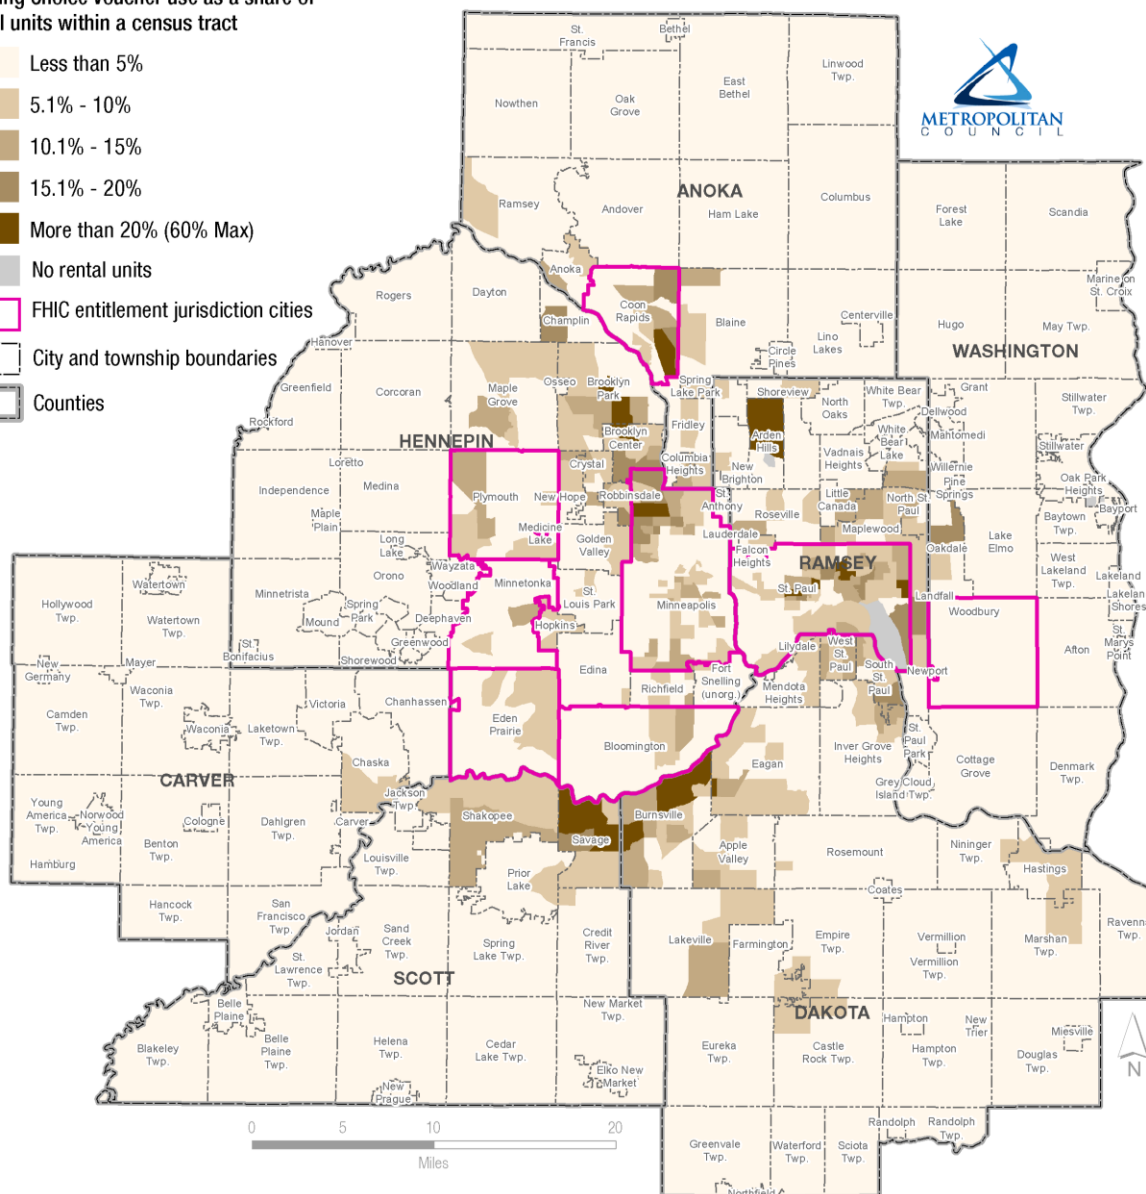 ing choice voucher use as a share of
l units within a census tract
Less than 5%
5.1% - 10%
10.1% - 15%
15.1% - 20%
More than 20% (60% Max)
No rental units
FHIC entitlement jurisdiction cities
City and township boundaries
Counties
METROPOLITAN
COUNCIL
St.
Francis
Bethel
Linwood
Twp.
Nowthen
Oak
Grove
East
Bethel
ANOKA
Ramsey
Andover
Ham Lake
Columbus
Forest
Lake
Scandia
Anoka
Rogers
Dayton
Champlin
Coon
Rapids
Blaine
Centerville
Lino
Lakes
Circle
Pines
Hugo
May Twp.
Marine on
St. Croix
WASHINGTON
Hanover
Greenfield
Corcoran
Rockford
Maple
Grove
Osseo
Brooklyn
Park
Spring
Lake Park
Shoreview
North
Oaks
White Bear
Twp.
Grant
Dellwood
Stillwater
Twp.
HENNEPIN
Brooklyn
Center
Fridley
Arden
Hills
White
Bear
Lake
Mahtomedi
Stillwater
Loretto
Independence
Medina
Maple
Plain
Plymouth
Crystal
New Hope
Robbinsdale
Columbia
Heights
New
Brighton
Vadnais
Heights
Willernie
Pine
Springs
Oak Park
Heights
Bayport
Baytown
Twp.
Medicine
Lake
Golden
Valley
St.
Anthony
Roseville
Little
Canada
North St.
Paul
Maplewood
Lauderdale
Falcon
Heights
RAMSEY
Oakdale
Lake
Elmo
West
Lakeland
Twp.
Long
Lake
Orono
Wayzata
Woodland
Minnetonka
Minnetrista
Spring
Park
Mound
Deephaven
Greenwood
Hopkins
St.
Louis Park
Minneapolis
St. Paul
Landfall
Woodbury
Lakeland
Lakelan
Shores
St.
Marys
Point
Afton
Watertown
Hollywood
Twp.
Watertown
Twp.
St.
Bonifacius
Shorewood
Edina
Richfield
Fort
Snelling
(unorg.)
Lilydale
West
St.
Paul
Mendota
Heights
South
St.
Paul
Newport
New
Germany
Mayer
Camden
Twp.
Waconia
Twp.
Waconia
Laketown
Twp.
Victoria
Chanhassen
Eden
Prairie
Bloomington
Eagan
Inver Grove
Heights
St.
Paul
Park
Grey Cloud
Island Twp.
Cottage
Grove
Denmark
Twp.
CARVER
Chaska
Jackson
Twp.
Carver
Young
America
Twp.
Norwood
Young
America
Cologne
Benton
Twp.
Dahlgren
Twp.
Hamburg
Louisville
Twp.
Shakopee
Savage
Burnsville
Prior
Lake
Apple
Valley
Rosemount
Nininger
Twp.
Hastings
Coates
Hancock
Twp.
San
Francisco
Twp.
Jordan
Sand
Creek
Twp.
Spring
Lake Twp.
Credit
River
Twp.
Lakeville
Farmington
Empire
Twp.
Vermillion
Vermillion
Twp.
Marshan
Twp.
Ravenn
Twp.
St.
Lawrence
Twp.
SCOTT
DAKOTA
Belle
Plaine
Blakeley
Twp.
Belle
Plaine
Twp.
Helena
Twp.
Cedar
Lake Twp.
New Market
Twp.
Elko New
Market
New
Prague
Eureka
Twp.
Castle
Rock Twp.
Hampton
Hampton
Twp.
New
Trier
Douglas
Twp.
Miesville
Greenvale
Twp.
Waterford
Twp.
Sciota
Twp.
Randolph
Randolph
Twp.
Northfield
N
0 5 10 20
Miles